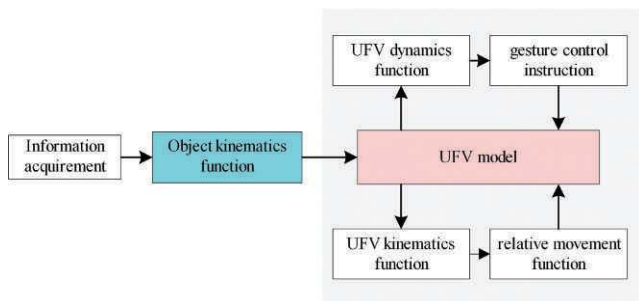 UFV dynamics
function
gesture control
instruction
Information
acquirement
Object kinematics
function
UFV model
UFV kinematics
function
relative movement
function